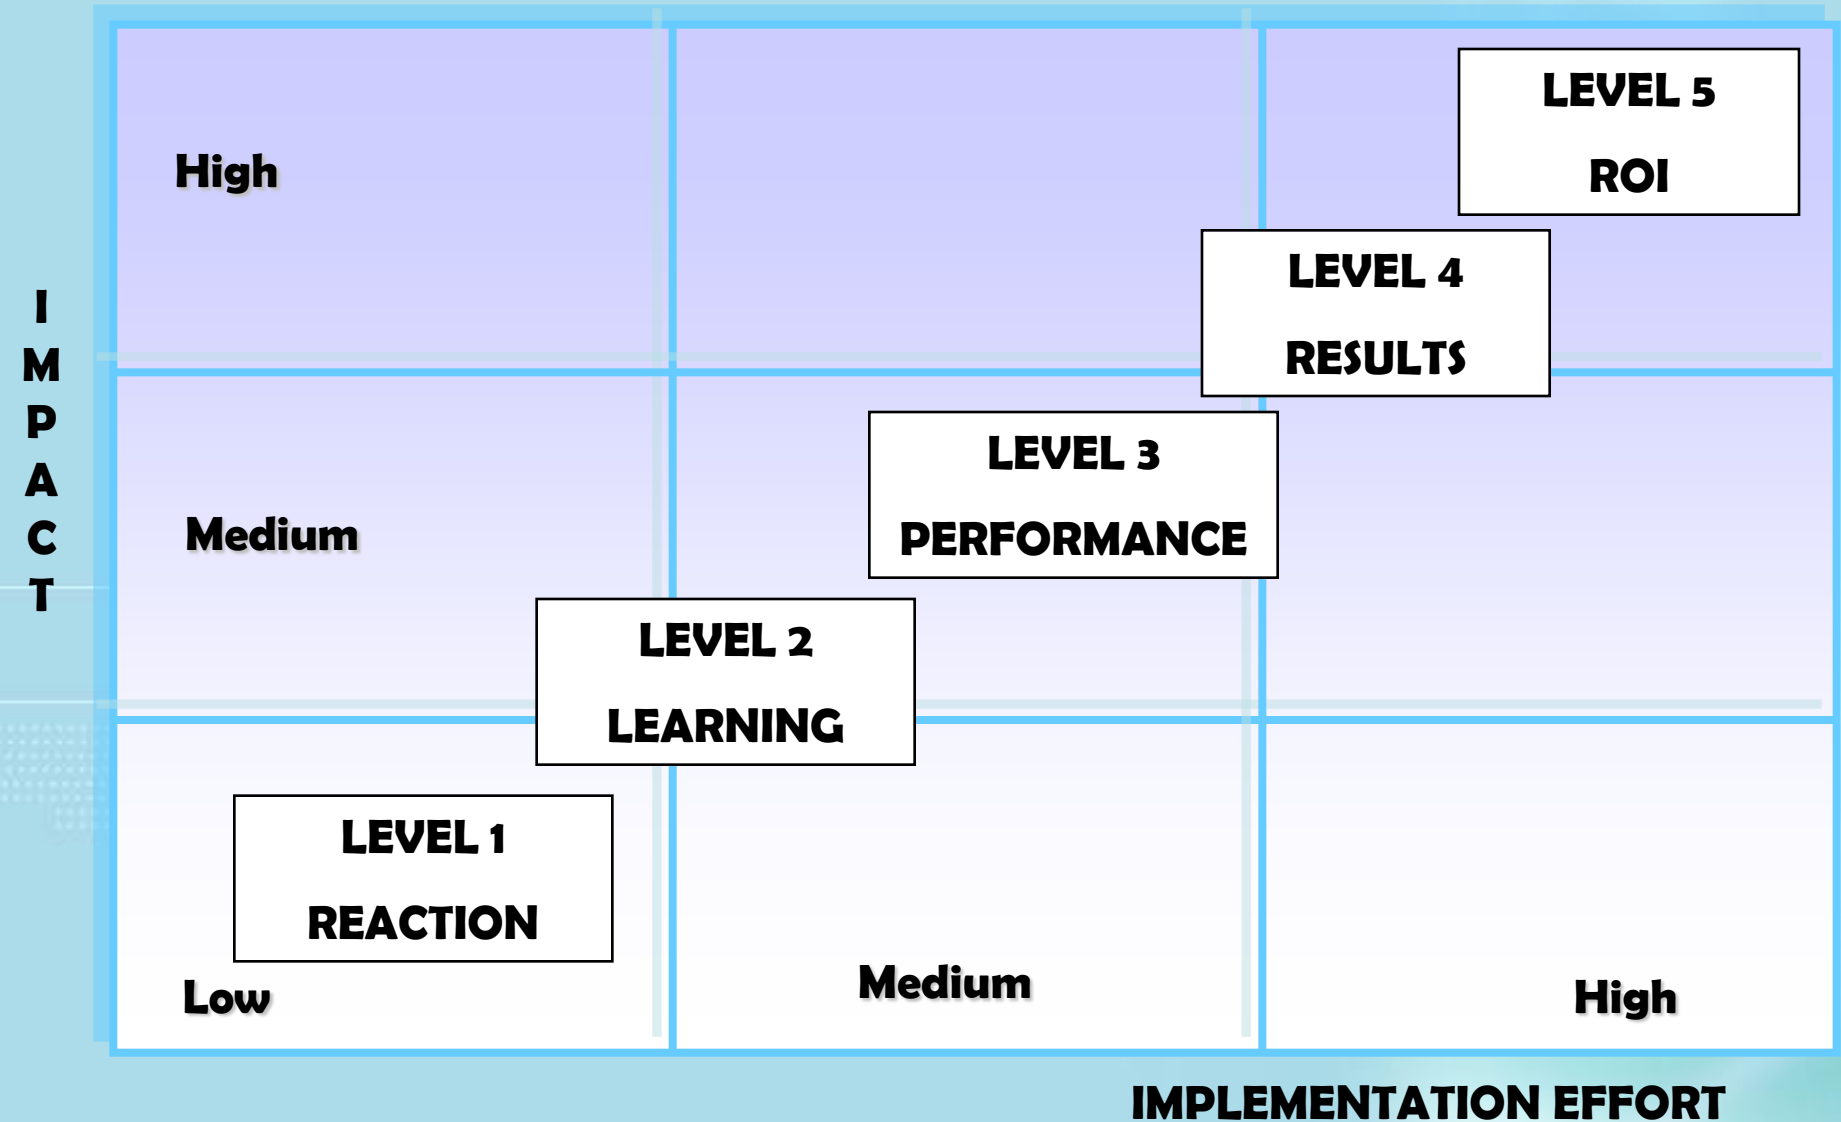 LEVEL 5
ROI
High
LEVEL 4
RESULTS
IMPACT
LEVEL 3
PERFORMANCE
Medium
LEVEL 2
LEARNING
LEVEL 1
REACTION
Low
Medium
High
IMPLEMENTATION EFFORT